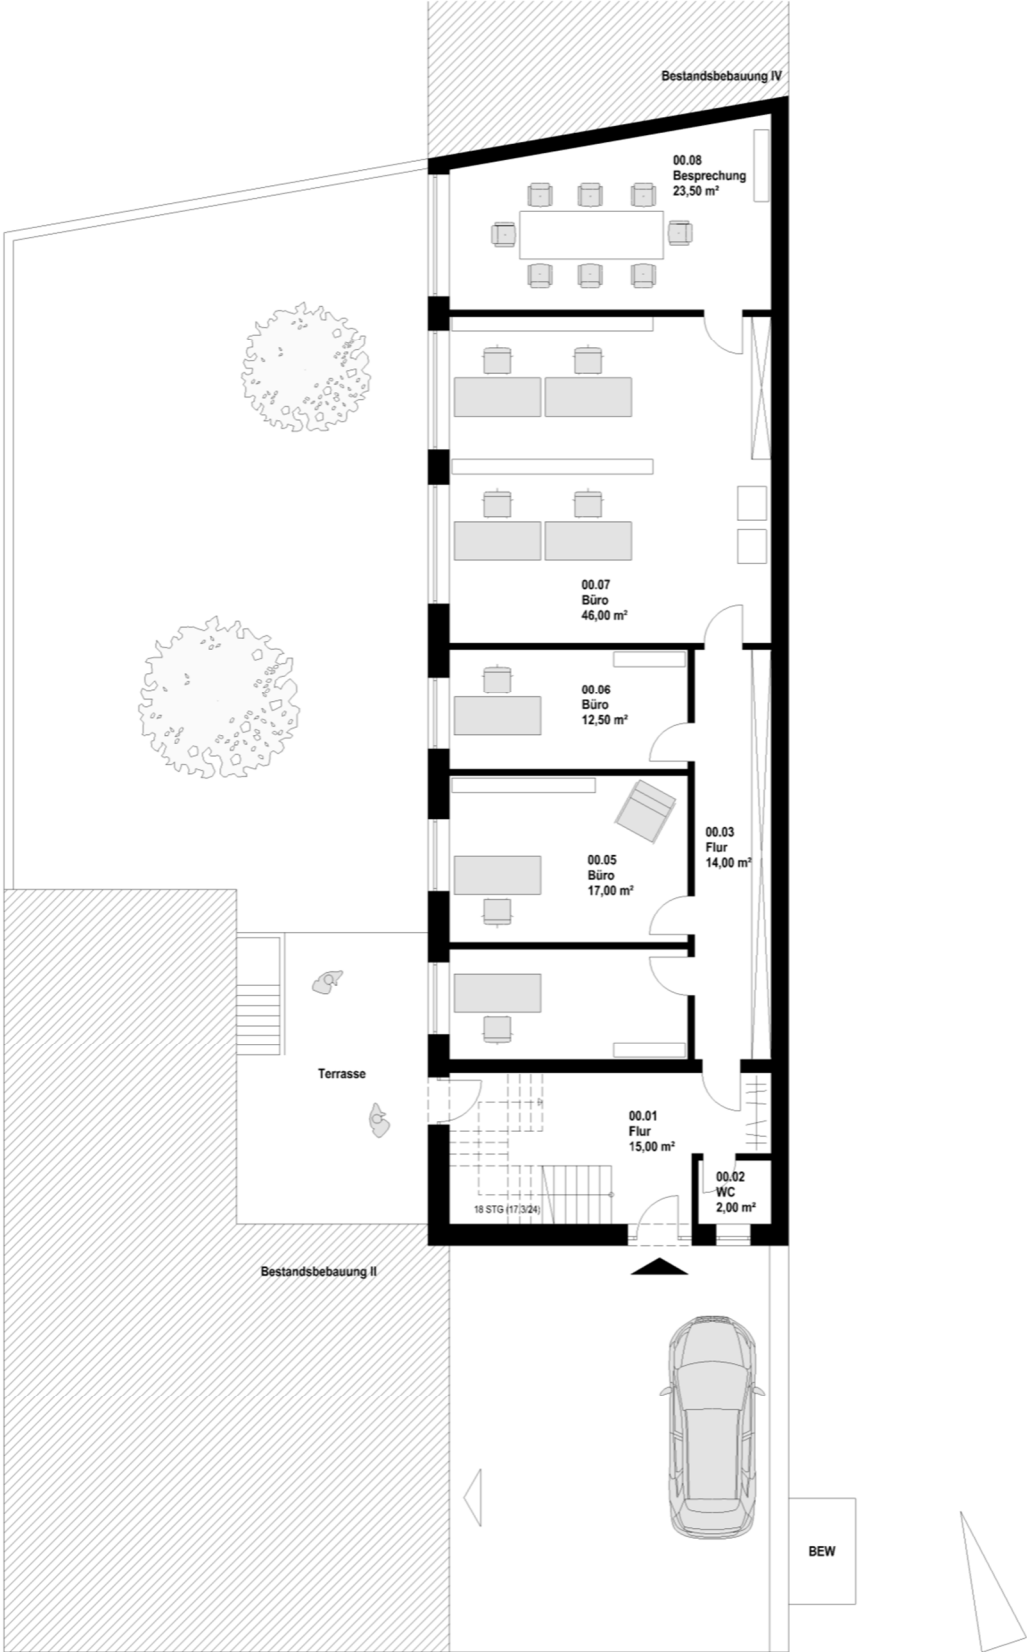 Bestandsbebauung IV
00.08
Besprechung
23,50 m²
00.07
Büro
46,00 m²
00.06
Büro
12,50 m²
00.03
Flur
14,00 m²
00.05
Büro
17,00 m²
Terrasse
00.01
Flur
15,00 m²
00.02
WC
2,00 m²
18 STG (17,3/24)
Bestandsbebauung II
BEW